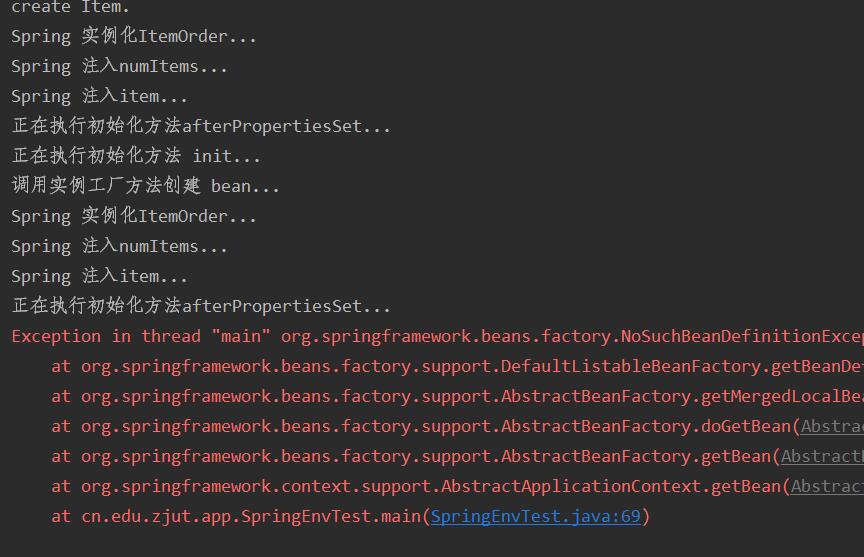 create Item.
Spring 实例化ItemOrder...
Spring 注入numItems...
Spring 注入item...
正在执行初始化方法afterPropertiesSet...
正在执行初始化方法 init...
调用实例工厂方法创建 bean...
Spring 实例化ItemOrder...
Spring 注入numItems...
Spring 注入item...
正在执行初始化方法afterPropertiesSet...
Exception in thread "main" org.springframework.beans.factory.NoSuchBeanDefinitionExcep
at org.springframework.beans.factory.support.DefaultListableBeanFactory.getBeanDef
at org.springframework.beans.factory.support.AbstractBeanFactory.getMergedLocalBea
at org.springframework.beans.factory.support.AbstractBeanFactory.doGetBean(Abstrac
at org.springframework.beans.factory.support.AbstractBeanFactory.getBean(AbstractB
at org.springframework.context.support.AbstractApplicationContext.getBean(Abstract
at cn.edu.zjut.app.SpringEnvTest.main(SpringEnvTest.java:69)